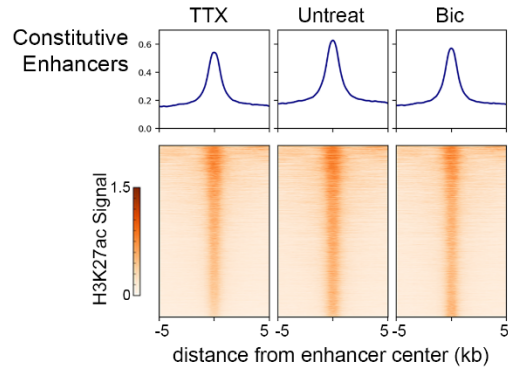 TTX Untreat Bic
Constitutive
Enhancers
0.6
0.4
0.2
0.0
H3K27ac Signal
1.5
0
-5 5 -5 5 -5 5
distance from enhancer center (kb)